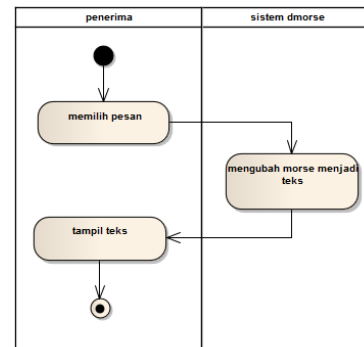 penerima
sistem dmorse
memilih pesan
mengubah morse menjadi
teks
tampil teks